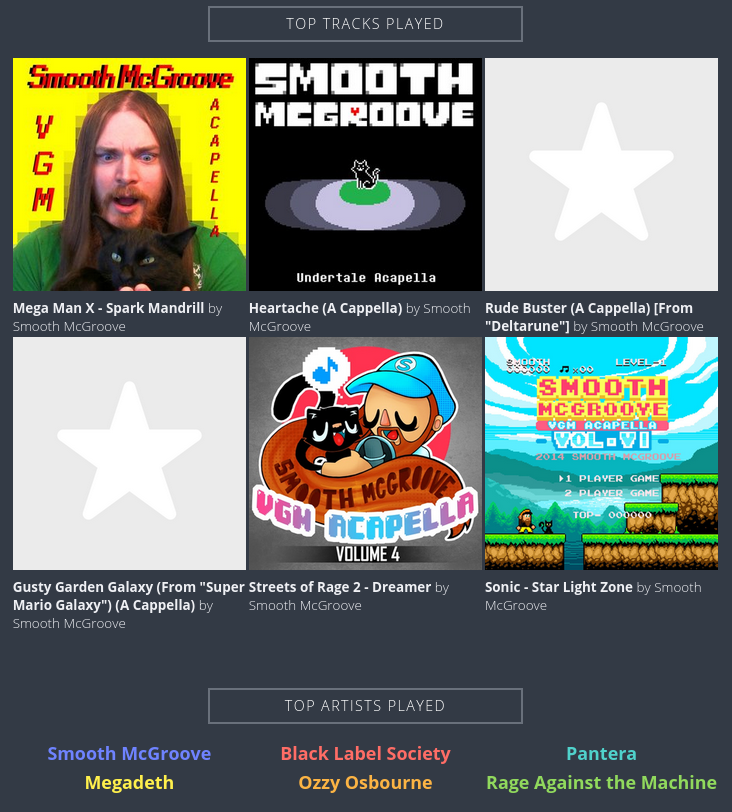 TOP TRACKS PLAYED
Smooth McGroove
VGM
ACAPELLA
SMOOTH
MCGROOVE
Undertale Acapella
Mega Man X - Spark Mandrill by
Smooth McGroove
Heartache (A Cappella) by Smooth
McGroove
Rude Buster (A Cappella) [From
"Deltarune"] by Smooth McGroove
SMOOTH MCGROOVE
VGM ACAPELLA
VOLUME 4
SMOOTH LEVEL-1
x00
SMOOTH
MCGROOVE
VGM ACAPELLA
VOL.VI
2014 SMOOTH MCGROOVE
1 PLAYER GAME
2 PLAYER GAME
TOP- 000000
Gusty Garden Galaxy (From "Super
Mario Galaxy") (A Cappella) by
Smooth McGroove
Streets of Rage 2 - Dreamer by
Smooth McGroove
Sonic - Star Light Zone by Smooth
McGroove
TOP ARTISTS PLAYED
Smooth McGroove
Black Label Society
Pantera
Megadeth
Ozzy Osbourne
Rage Against the Machine